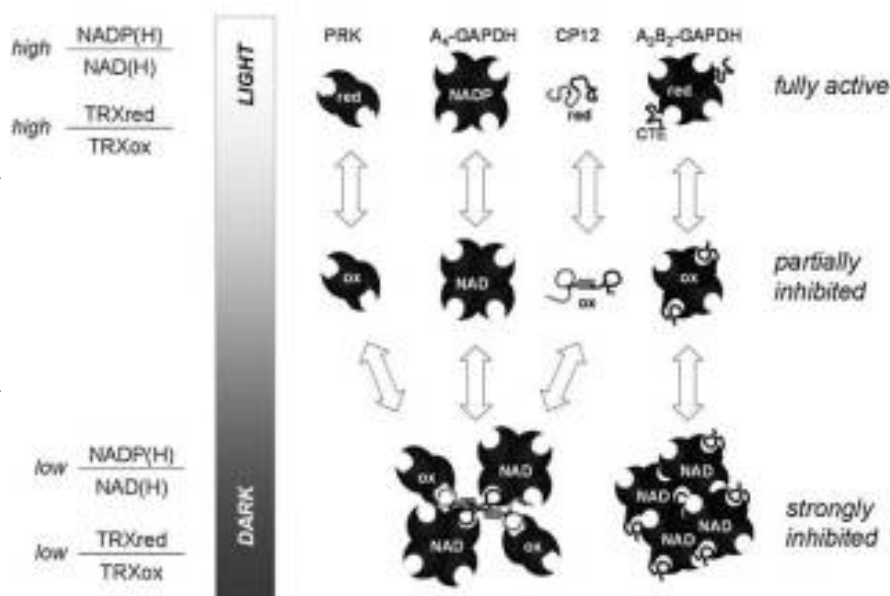 high NADP(H)
NAD(H)
high TRXred
TRXox
LIGHT
PRK A₄-GAPDH CP12 A₂B₂-GAPDH
red NADP red red CTE
fully active
ox NAD ox ox
partially
inhibited
low NADP(H)
NAD(H)
low TRXred
TRXox
DARK
ox NAD
NAD ox
NAD
NAD NAD
NAD
strongly
inhibited